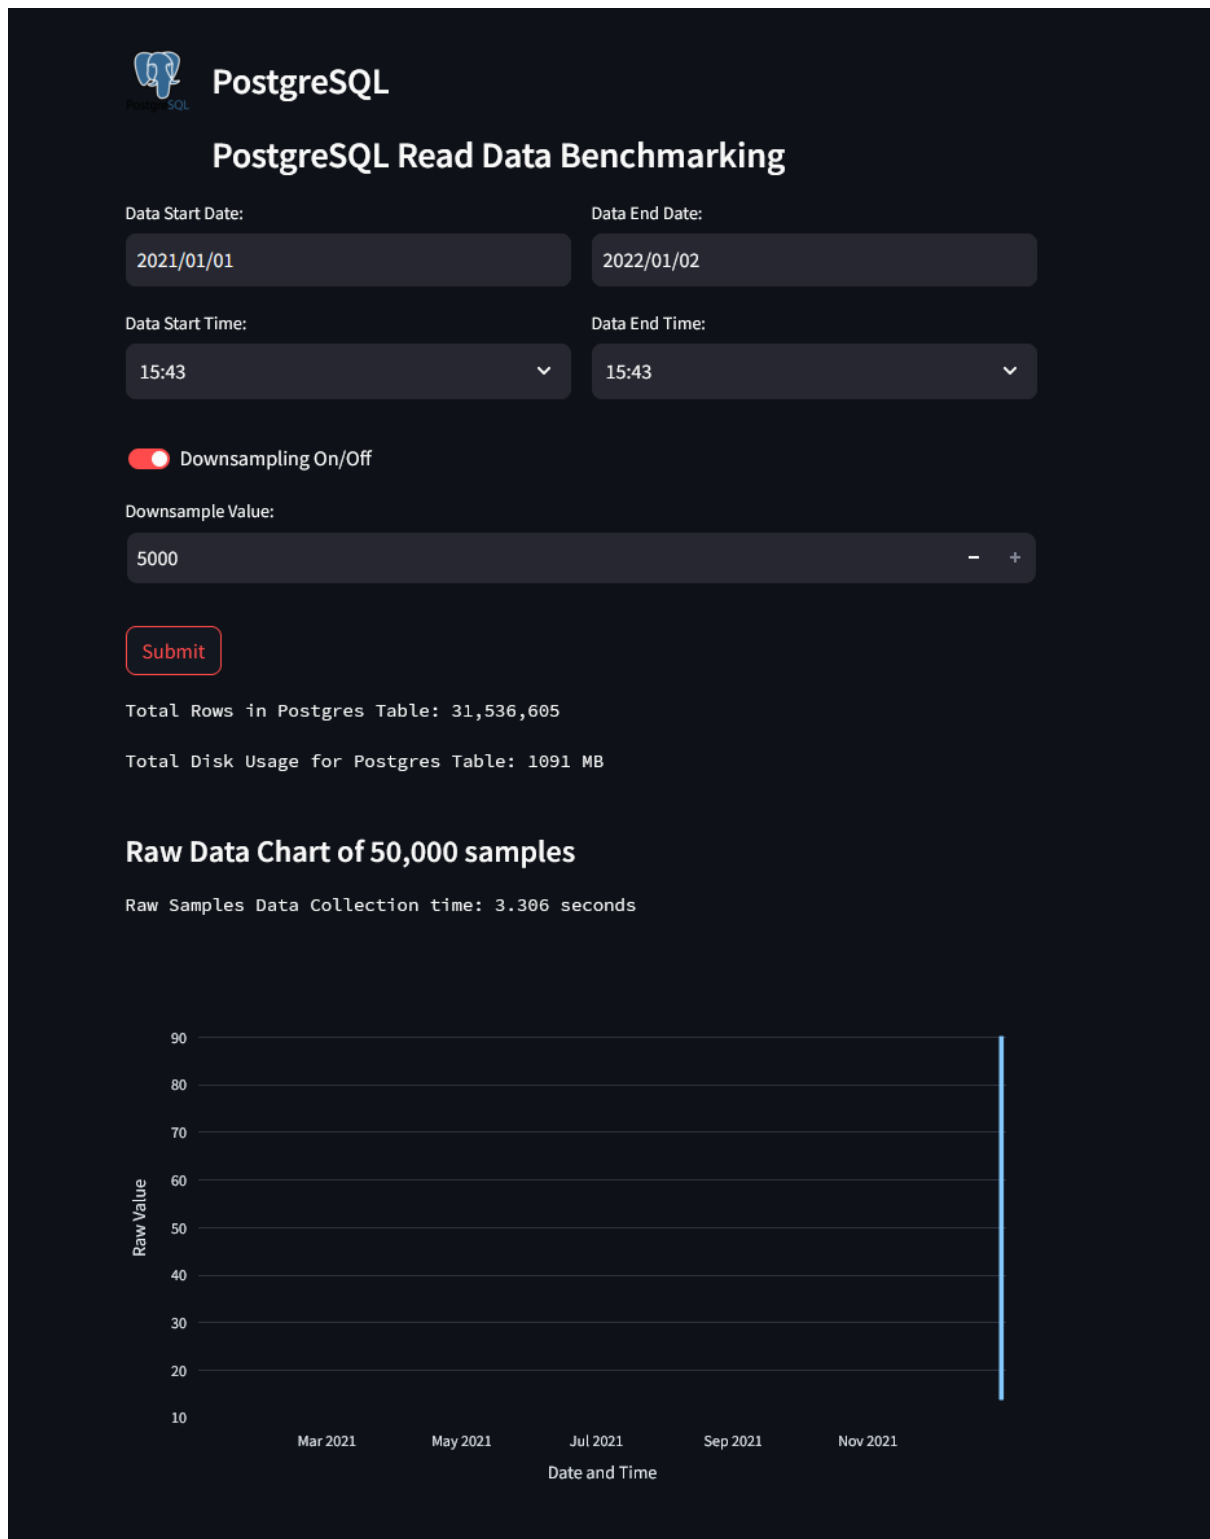 PostgreSQL
PostgreSQL
PostgreSQL Read Data Benchmarking
Data Start Date:
Data End Date:
2021/01/01
2022/01/02
Data Start Time:
Data End Time:
15:43
15:43
Downsampling On/Off
Downsample Value:
5000
Submit
Total Rows in Postgres Table: 31,536,605
Total Disk Usage for Postgres Table: 1091 MB
Raw Data Chart of 50,000 samples
Raw Samples Data Collection time: 3.306 seconds
90
80
70
60
50
40
30
20
10
Raw Value
Mar 2021
May 2021
Jul 2021
Sep 2021
Nov 2021
Date and Time